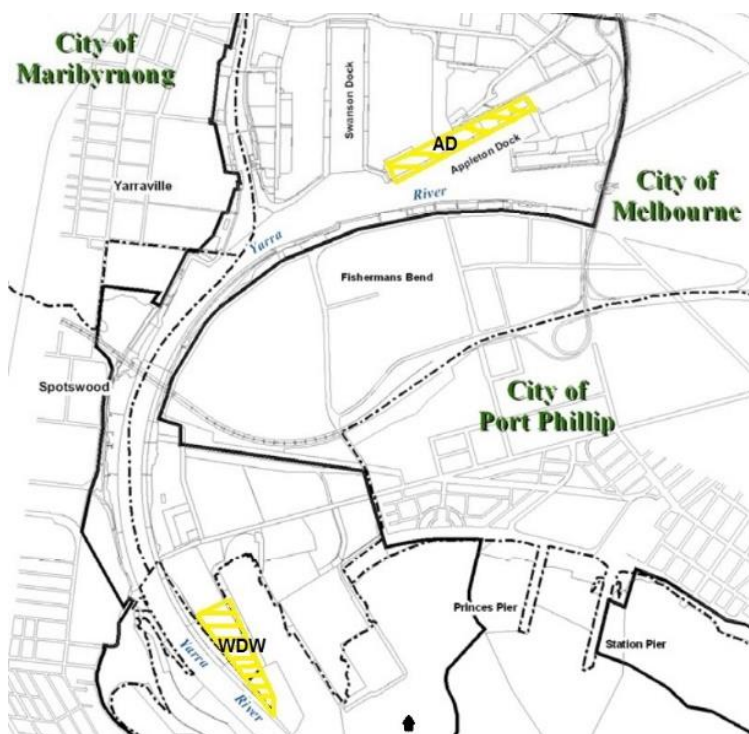 City of
Maribyrnong
Swanson Dock
AD
Appleton Dock
Yarraville
River
City of
Melbourne
Yarra
Fishermans Bend
Spotswood
City of
Port Phillip
Princes Pier
WDW
Yarra
Station Pier
River